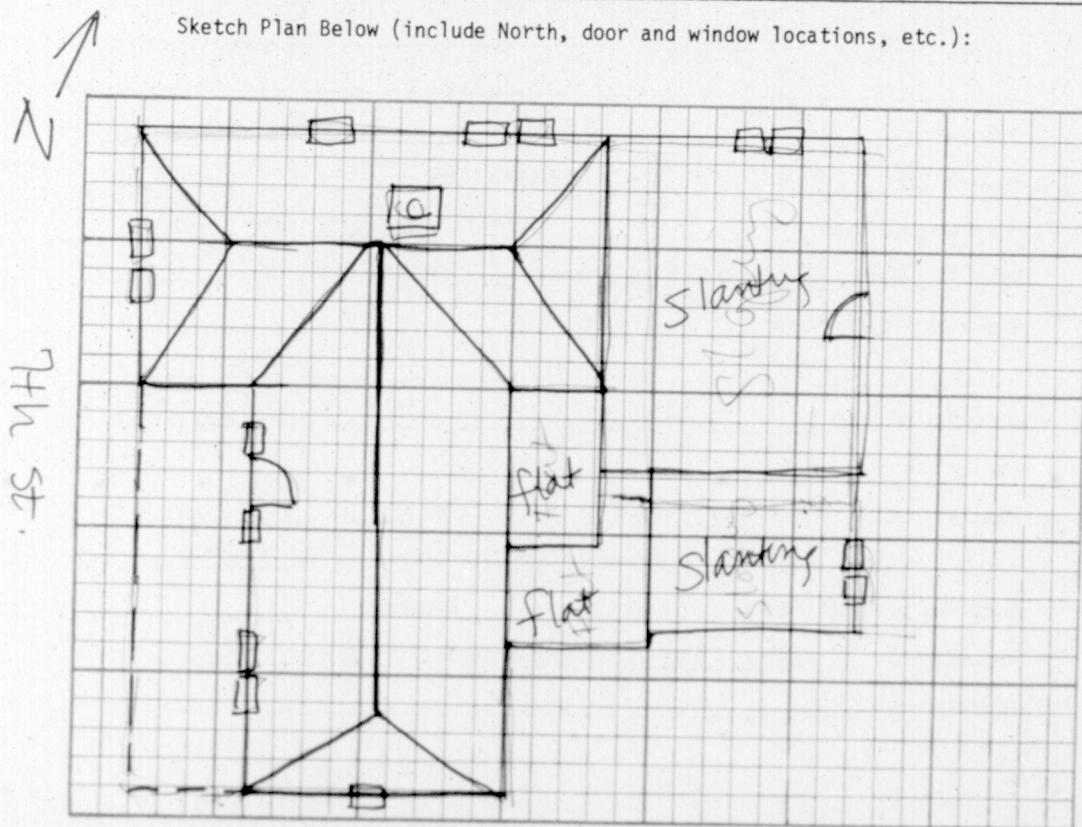 Sketch Plan Below (include North, door and window locations, etc.):
N
7th St.
Slanting
flat
Slanting
flat